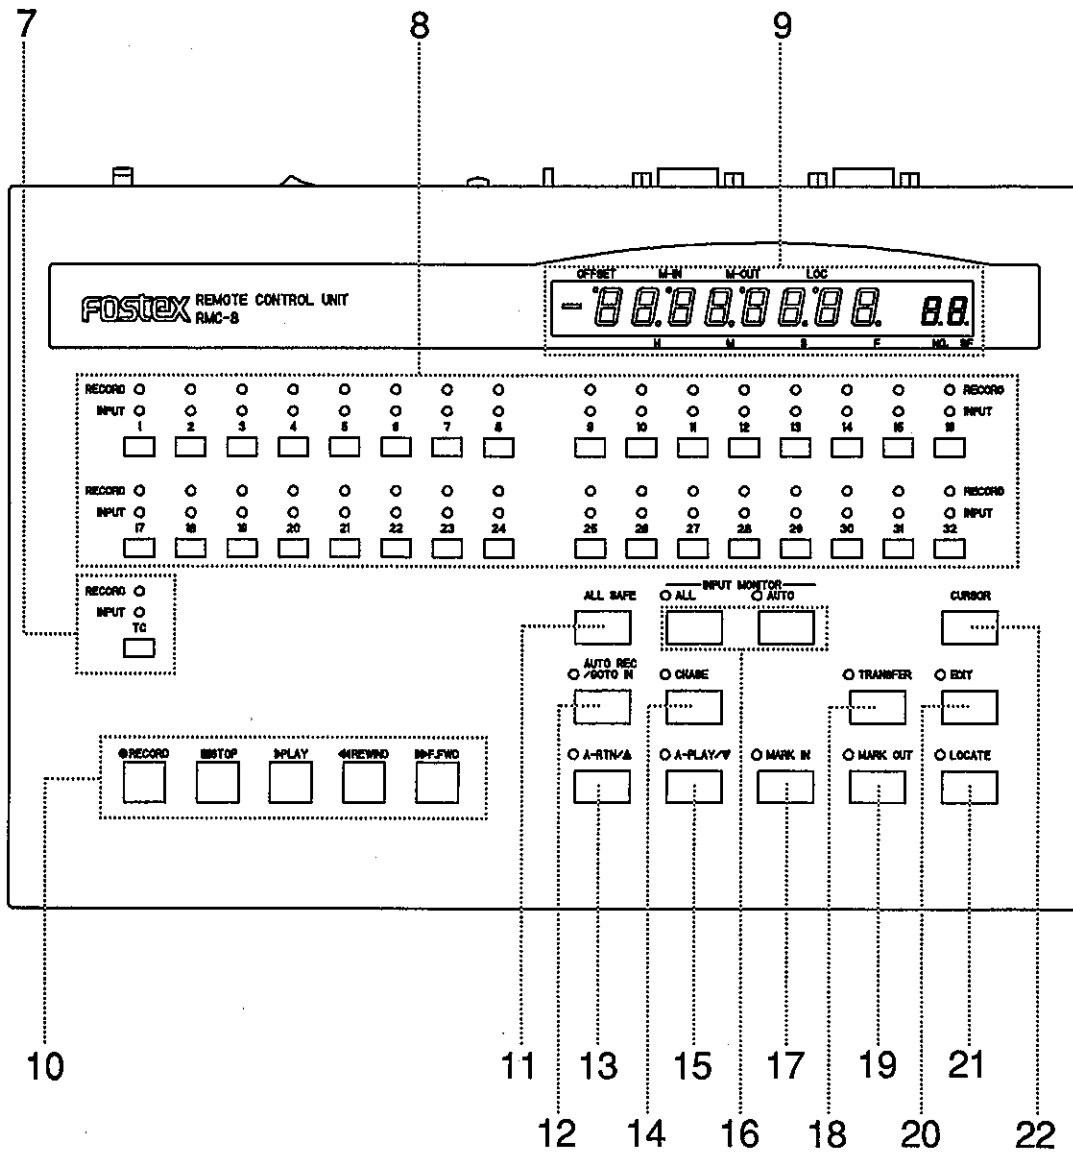 7 8 9
OFFSET M-IN M-OUT LOC
Fostex REMOTE CONTROL UNIT
RMC-8
H M S F NO. SF
RECORD RECORD
INPUT INPUT
1 2 3 4 5 6 7 8 9 10 11 12 13 14 15 16
RECORD RECORD
INPUT INPUT
17 18 19 20 21 22 23 24 25 26 27 28 29 30 31 32
RECORD
INPUT
TC
INPUT MONITOR
ALL SAFE ALL AUTO CURSOR
AUTO REC
/GOTO IN CHASE TRANSFER EDIT
●RECORD ■STOP ▶PLAY ◀◀REWIND ▶▶F.FWD
A-RTN/▲ A-PLAY/▼ MARK IN MARK OUT LOCATE
10 11 13 15 17 19 21
12 14 16 18 20 22